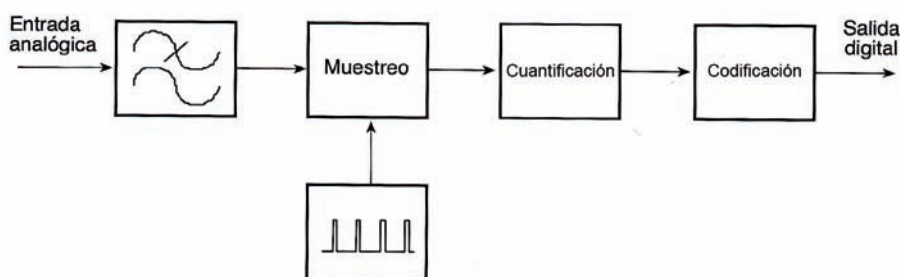 Entrada
analógica
Muestreo
Cuantificación
Codificación
Salida
digital